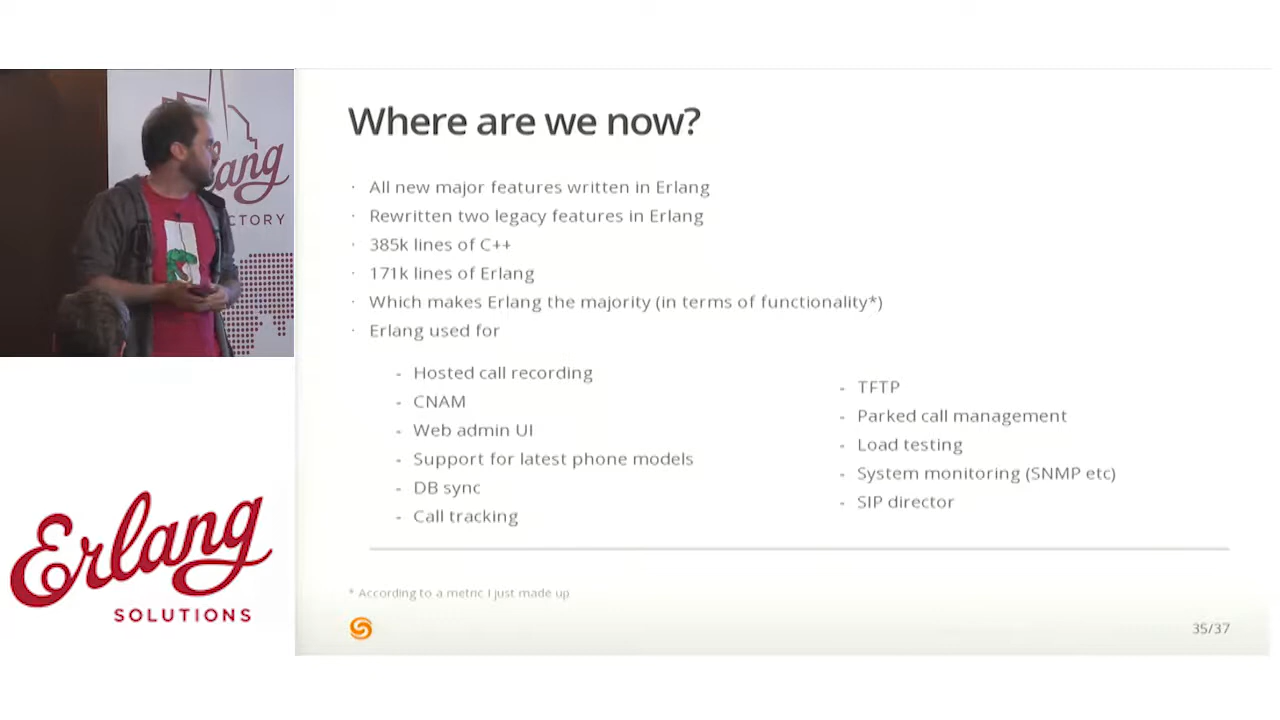 lang
CTORY
Erlang
SOLUTIONS
Where are we now?
· All new major features written in Erlang
· Rewritten two legacy features in Erlang
· 385k lines of C++
· 171k lines of Erlang
· Which makes Erlang the majority (in terms of functionality*)
· Erlang used for
- Hosted call recording
- CNAM
- Web admin UI
- Support for latest phone models
- DB sync
- Call tracking
- TFTP
- Parked call management
- Load testing
- System monitoring (SNMP etc)
- SIP director
* According to a metric I just made up
35/37